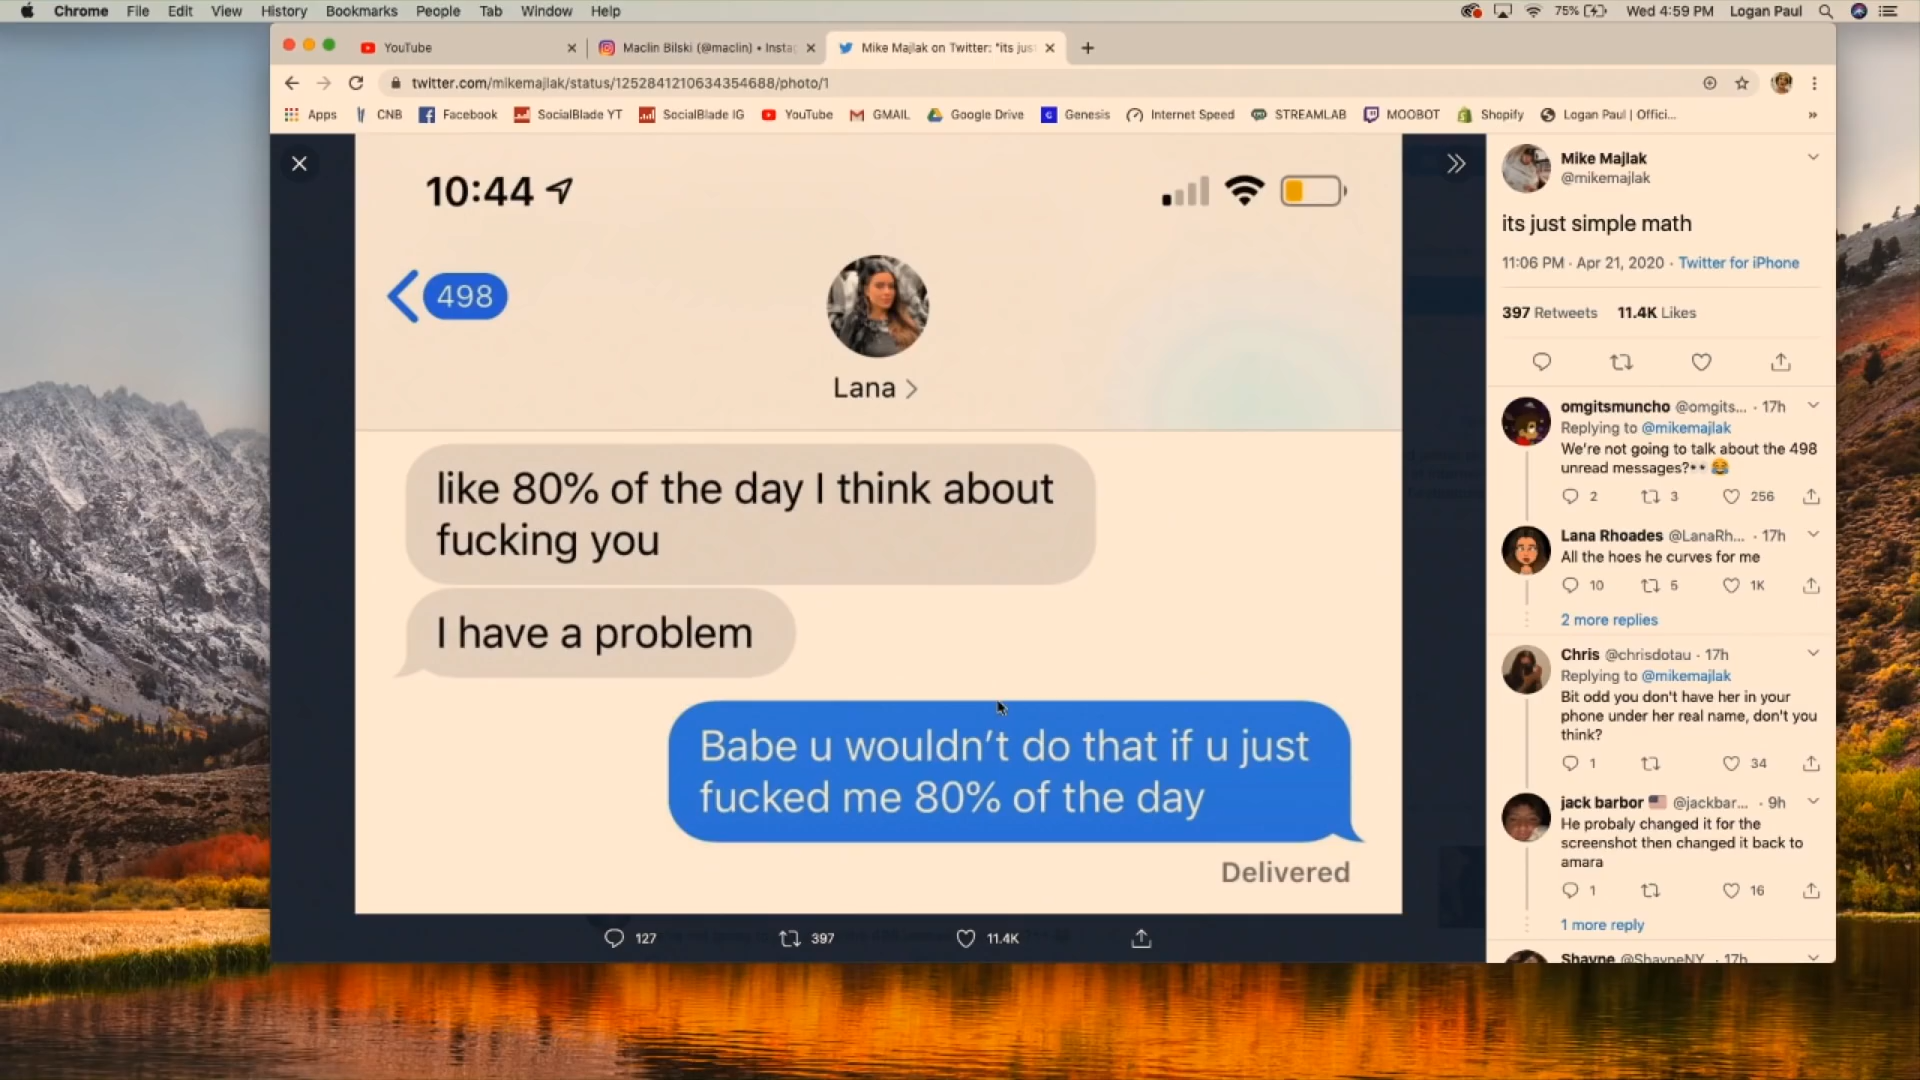 Chrome File Edit View History Bookmarks People Tab Window Help
75% Wed 4:59 PM Logan Paul
YouTube
Maclin Bilski (@maclin) • Insta
Mike Majlak on Twitter: "its jus
twitter.com/mikemajlak/status/1252841210634354688/photo/1
Apps CNB Facebook SocialBlade YT SocialBlade IG YouTube GMAIL Google Drive Genesis Internet Speed STREAMLAB MOOBOT Shopify Logan Paul | Offici...
10:44
498
Lana
like 80% of the day I think about
fucking you
I have a problem
Babe u wouldn't do that if u just
fucked me 80% of the day
Delivered
127 397 11.4K
Mike Majlak
@mikemajlak
its just simple math
11:06 PM · Apr 21, 2020 · Twitter for iPhone
397 Retweets 11.4K Likes
omgitsmuncho @omgits... · 17h
Replying to @mikemajlak
We're not going to talk about the 498
unread messages?👀 😂
2 3 256
Lana Rhoades @LanaRh... · 17h
All the hoes he curves for me
10 5 1K
2 more replies
Chris @chrisdotau · 17h
Replying to @mikemajlak
Bit odd you don't have her in your
phone under her real name, don't you
think?
1 34
jack barbor 🇺🇸 @jackbar... · 9h
He probaly changed it for the
screenshot then changed it back to
amara
1 16
1 more reply
Shayne @ShayneNY · 17h